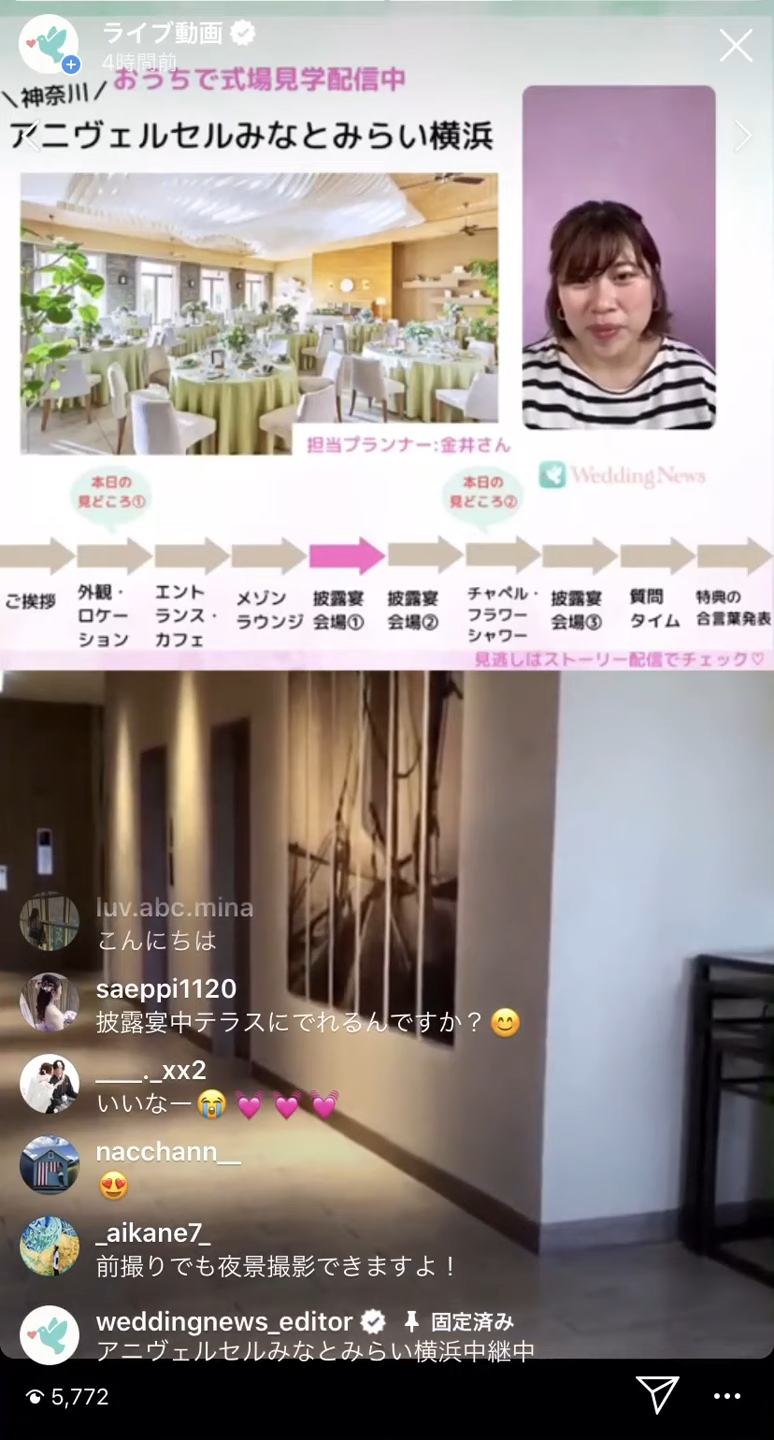 ライブ動画
4時間前
おうちで式場見学配信中
\神奈川/
アニヴェルセルみなとみらい横浜
担当プランナー:金井さん
WeddingNews
本日の
見どころ①
本日の
見どころ②
ご挨拶
外観・
ロケー
ション
エント
ランス・
カフェ
メゾン
ラウンジ
披露宴
会場①
披露宴
会場②
チャペル・
フラワー
シャワー
披露宴
会場③
質問
タイム
特典の
合言葉発表
見逃しはストーリー配信でチェック♡
luv.abc.mina
こんにちは
saeppi1120
披露宴中テラスにでれるんですか？😊
____._xx2
いいなー😭💓💓💓
nacchann__
😍
_aikane7_
前撮りでも夜景撮影できますよ！
weddingnews_editor 固定済み
アニヴェルセルみなとみらい横浜中継中
5,772